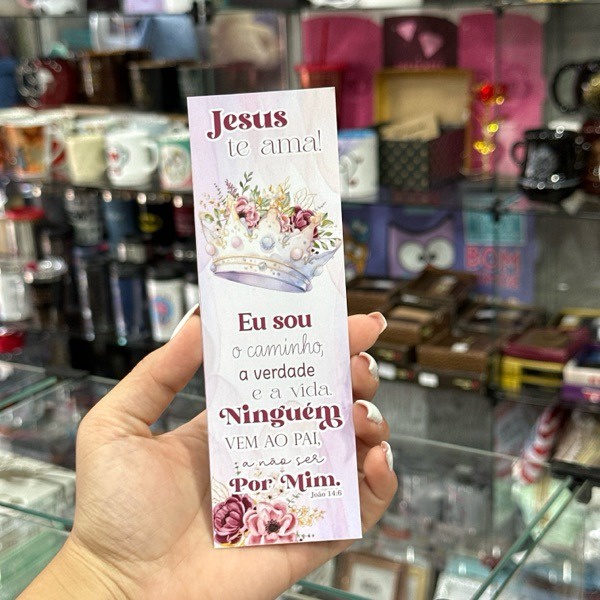 Jesus
te ama!
Eu sou
o caminho,
a verdade
e a vida.
Ninguém
VEM AO PAI,
a não ser
Por Mim.
João 14:6